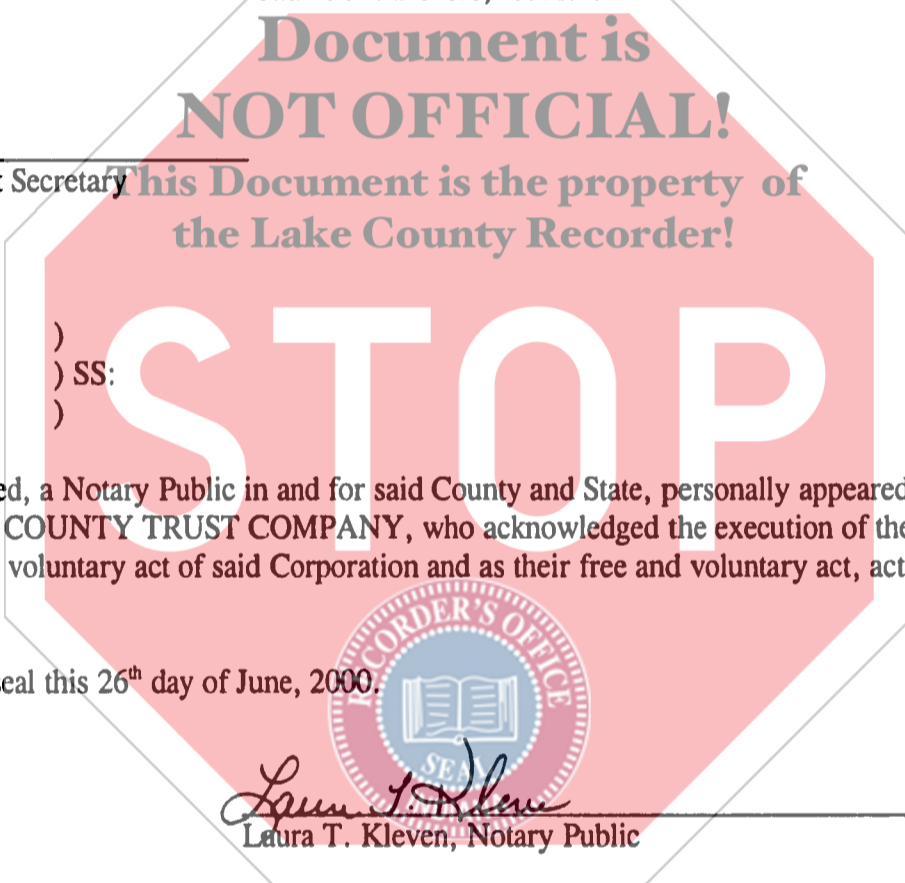 Document is
NOT OFFICIAL!
Secretary This Document is the property of
the Lake County Recorder!
)
) SS:
)
STOP
ed, a Notary Public in and for said County and State, personally appeared
COUNTY TRUST COMPANY, who acknowledged the execution of the
voluntary act of said Corporation and as their free and voluntary act, act
RECORDER'S OFFICE
eal this 26th day of June, 2000.
SEAL
Laura T. Kleven
Laura T. Kleven, Notary Public